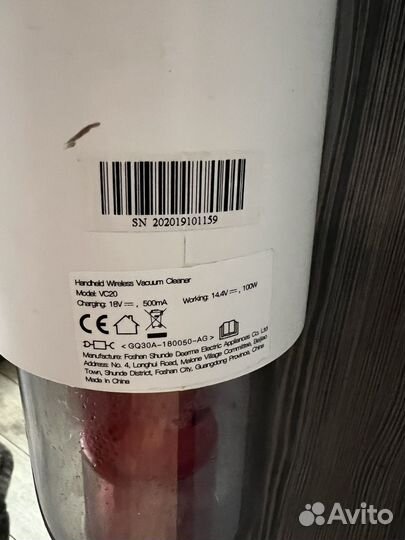 SN 202019101159
Handheld Wireless Vacuum Cleaner
Model: VC20
Charging: 18V⎓, 500mA Working: 14.4V⎓, 100W
CE
< GQ30A-180050-AG >
Manufacture: Foshan Shunde Deerma Electric Appliances Co. Ltd
Address: No. 4, Longhui Road, Malone Village Committee, Beijiao
Town, Shunde District, Foshan City, Guangdong Province, China
Made in China
Avito